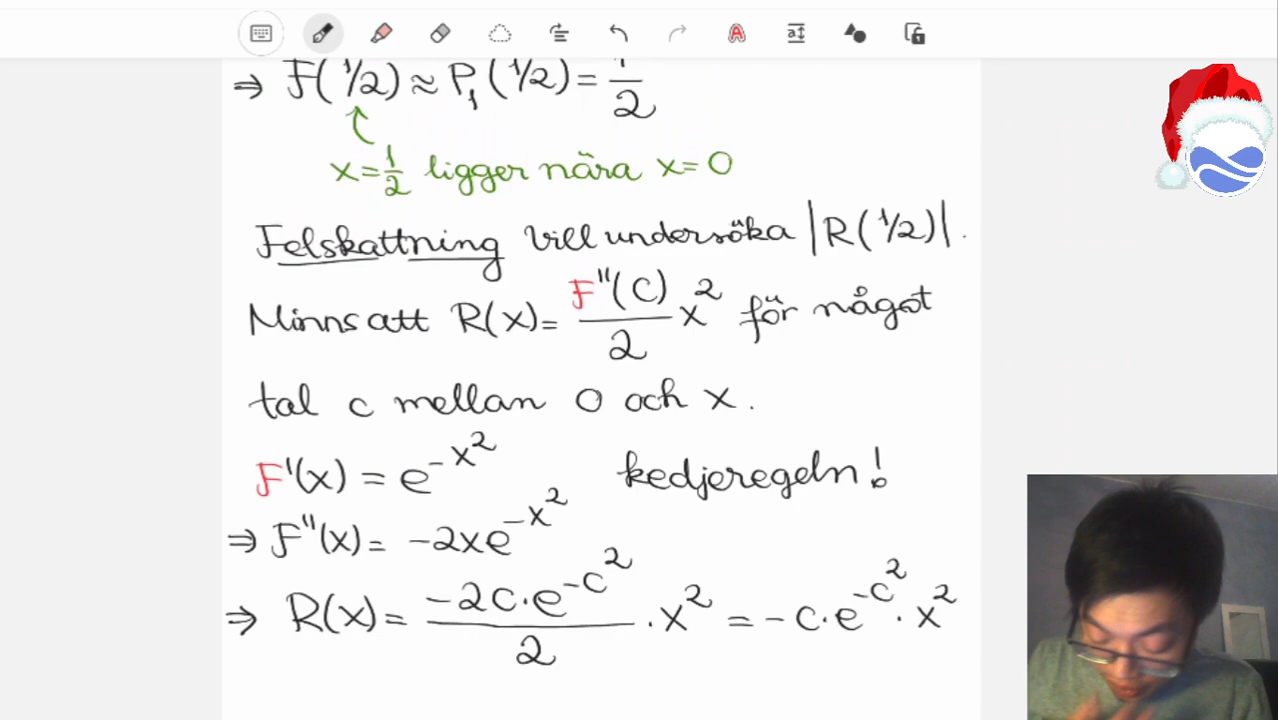 ⇒ F(1/2) ≈ P₁(1/2) = 1/2
x = 1/2 ligger nära x = 0
Felskattning Vill undersöka |R(1/2)|.
Minns att R(x) = F''(c)/2 x² för något
tal c mellan 0 och x.
F'(x) = e^(-x²) kedjeregeln!
⇒ F''(x) = -2xe^(-x²)
⇒ R(x) = (-2c·e^(-c²))/2 · x² = -c·e^(-c²) · x²